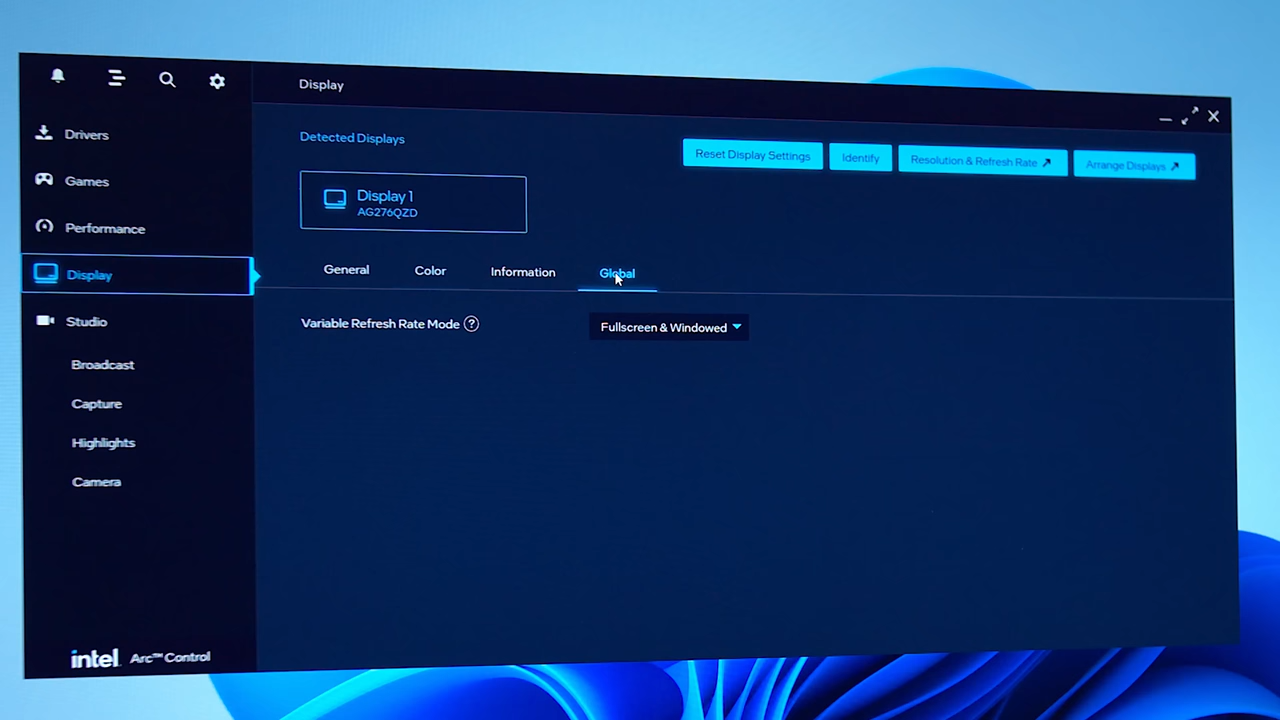 Display
Drivers
Games
Performance
Display
Studio
Broadcast
Capture
Highlights
Camera
intel. Arc™ Control
Detected Displays
Reset Display Settings
Identify
Resolution & Refresh Rate
Arrange Displays
Display 1
AG276QZD
General
Color
Information
Global
Variable Refresh Rate Mode ?
Fullscreen & Windowed